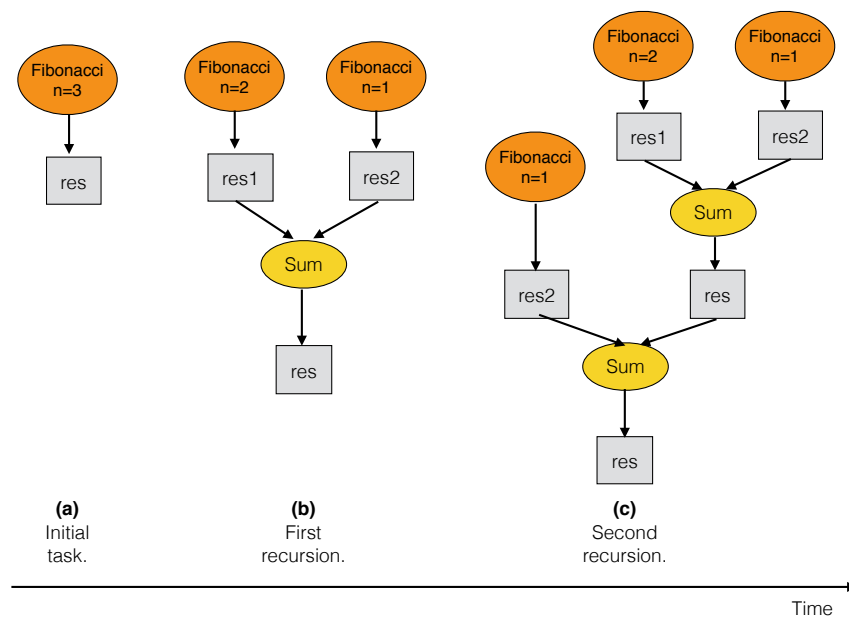 Fibonacci
n=3
res
(a)
Initial
task.
Fibonacci
n=2
Fibonacci
n=1
res1
res2
Sum
res
(b)
First
recursion.
Fibonacci
n=2
Fibonacci
n=1
res1
res2
Fibonacci
n=1
Sum
res2
res
Sum
res
(c)
Second
recursion.
Time